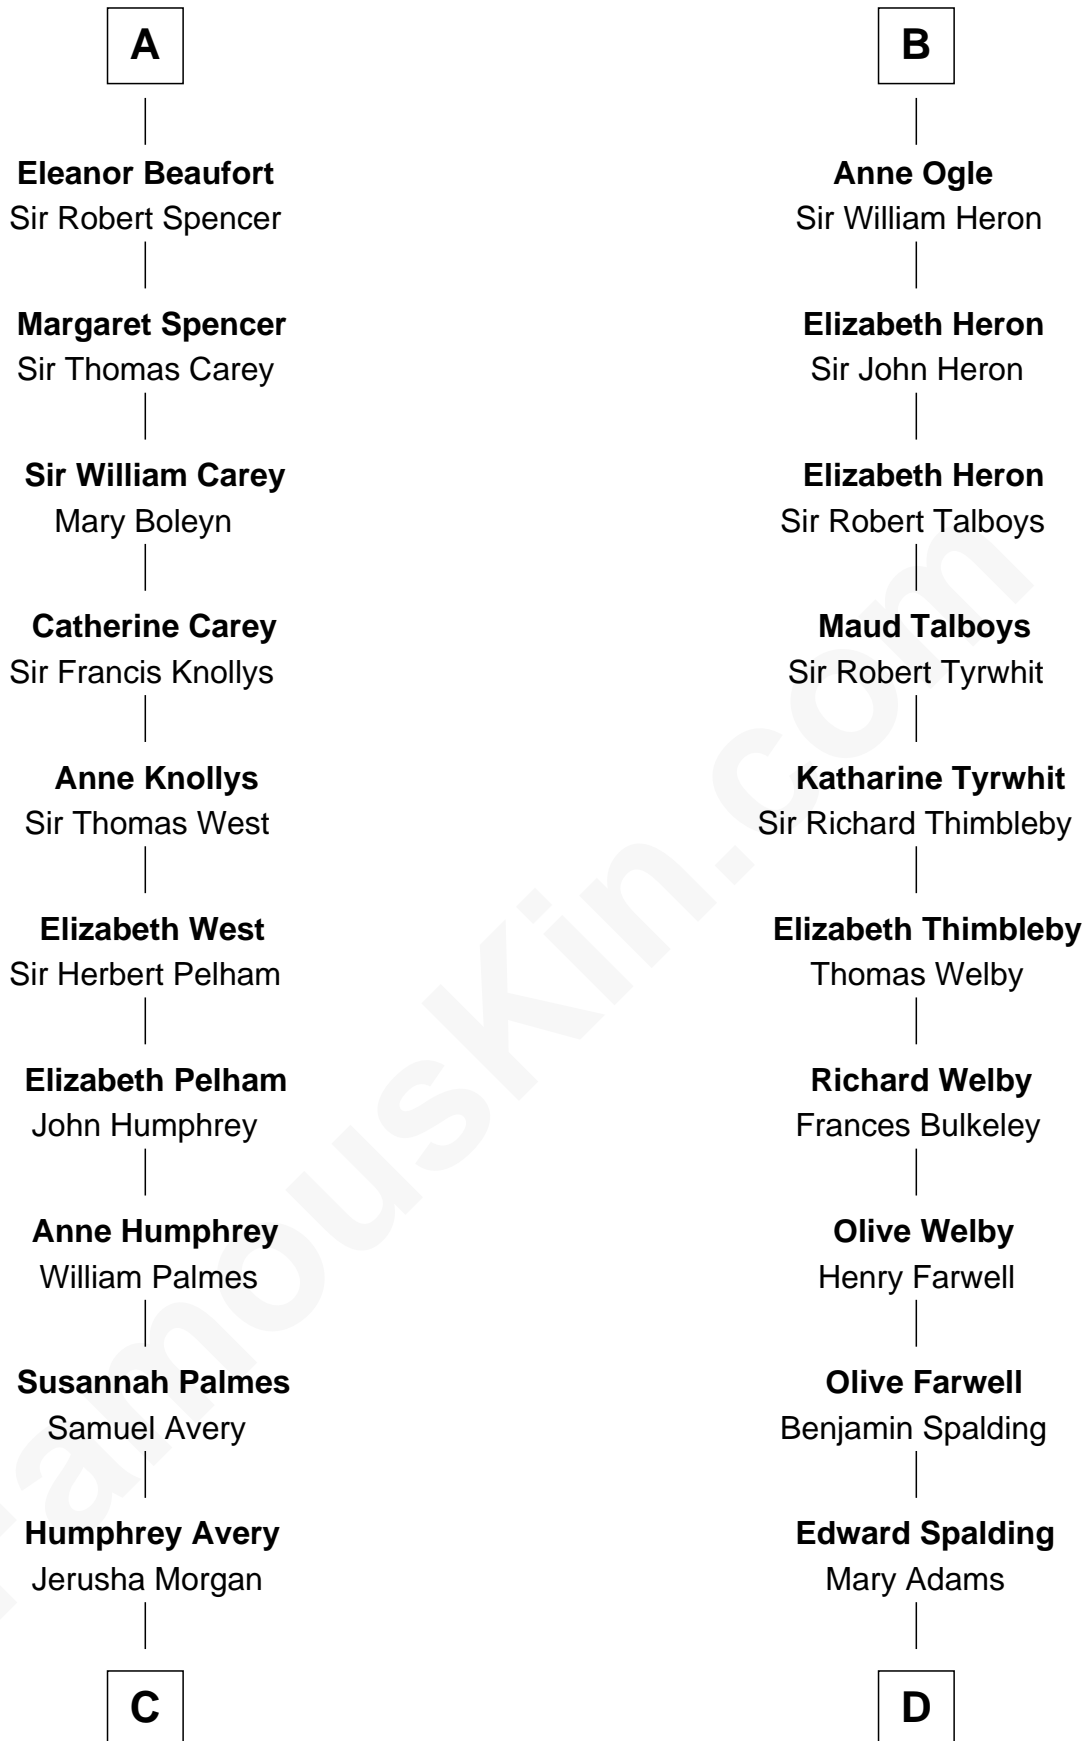 A
Eleanor Beaufort
Sir Robert Spencer
Margaret Spencer
Sir Thomas Carey
Sir William Carey
Mary Boleyn
Catherine Carey
Sir Francis Knollys
Anne Knollys
Sir Thomas West
Elizabeth West
Sir Herbert Pelham
Elizabeth Pelham
John Humphrey
Anne Humphrey
William Palmes
Susannah Palmes
Samuel Avery
Humphrey Avery
Jerusha Morgan
C
B
Anne Ogle
Sir William Heron
Elizabeth Heron
Sir John Heron
Elizabeth Heron
Sir Robert Talboys
Maud Talboys
Sir Robert Tyrwhit
Katharine Tyrwhit
Sir Richard Thimbleby
Elizabeth Thimbleby
Thomas Welby
Richard Welby
Frances Bulkeley
Olive Welby
Henry Farwell
Olive Farwell
Benjamin Spalding
Edward Spalding
Mary Adams
D
FamousKin.com